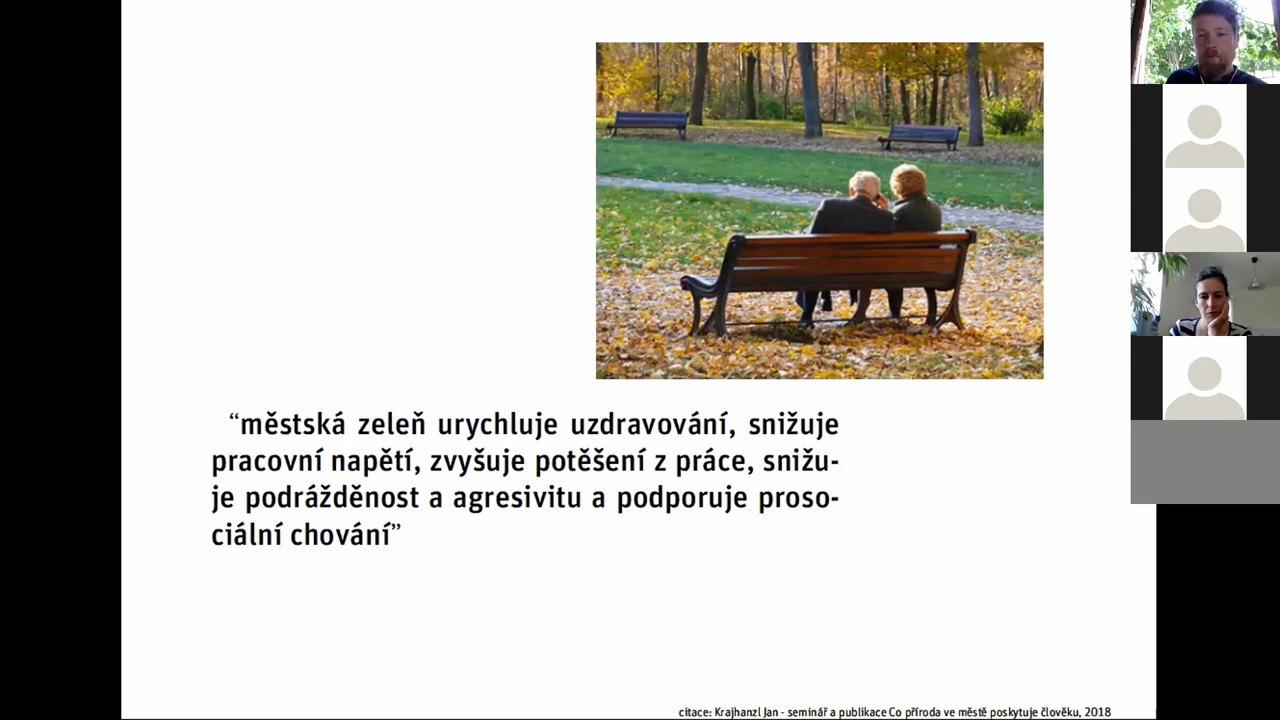 “městská zeleň urychluje uzdravování, snižuje
pracovní napětí, zvyšuje potěšení z práce, snižu-
je podrážděnost a agresivitu a podporuje proso-
ciální chování”
citace: Krajhanzl Jan - seminář a publikace Co příroda ve městě poskytuje člověku, 2018